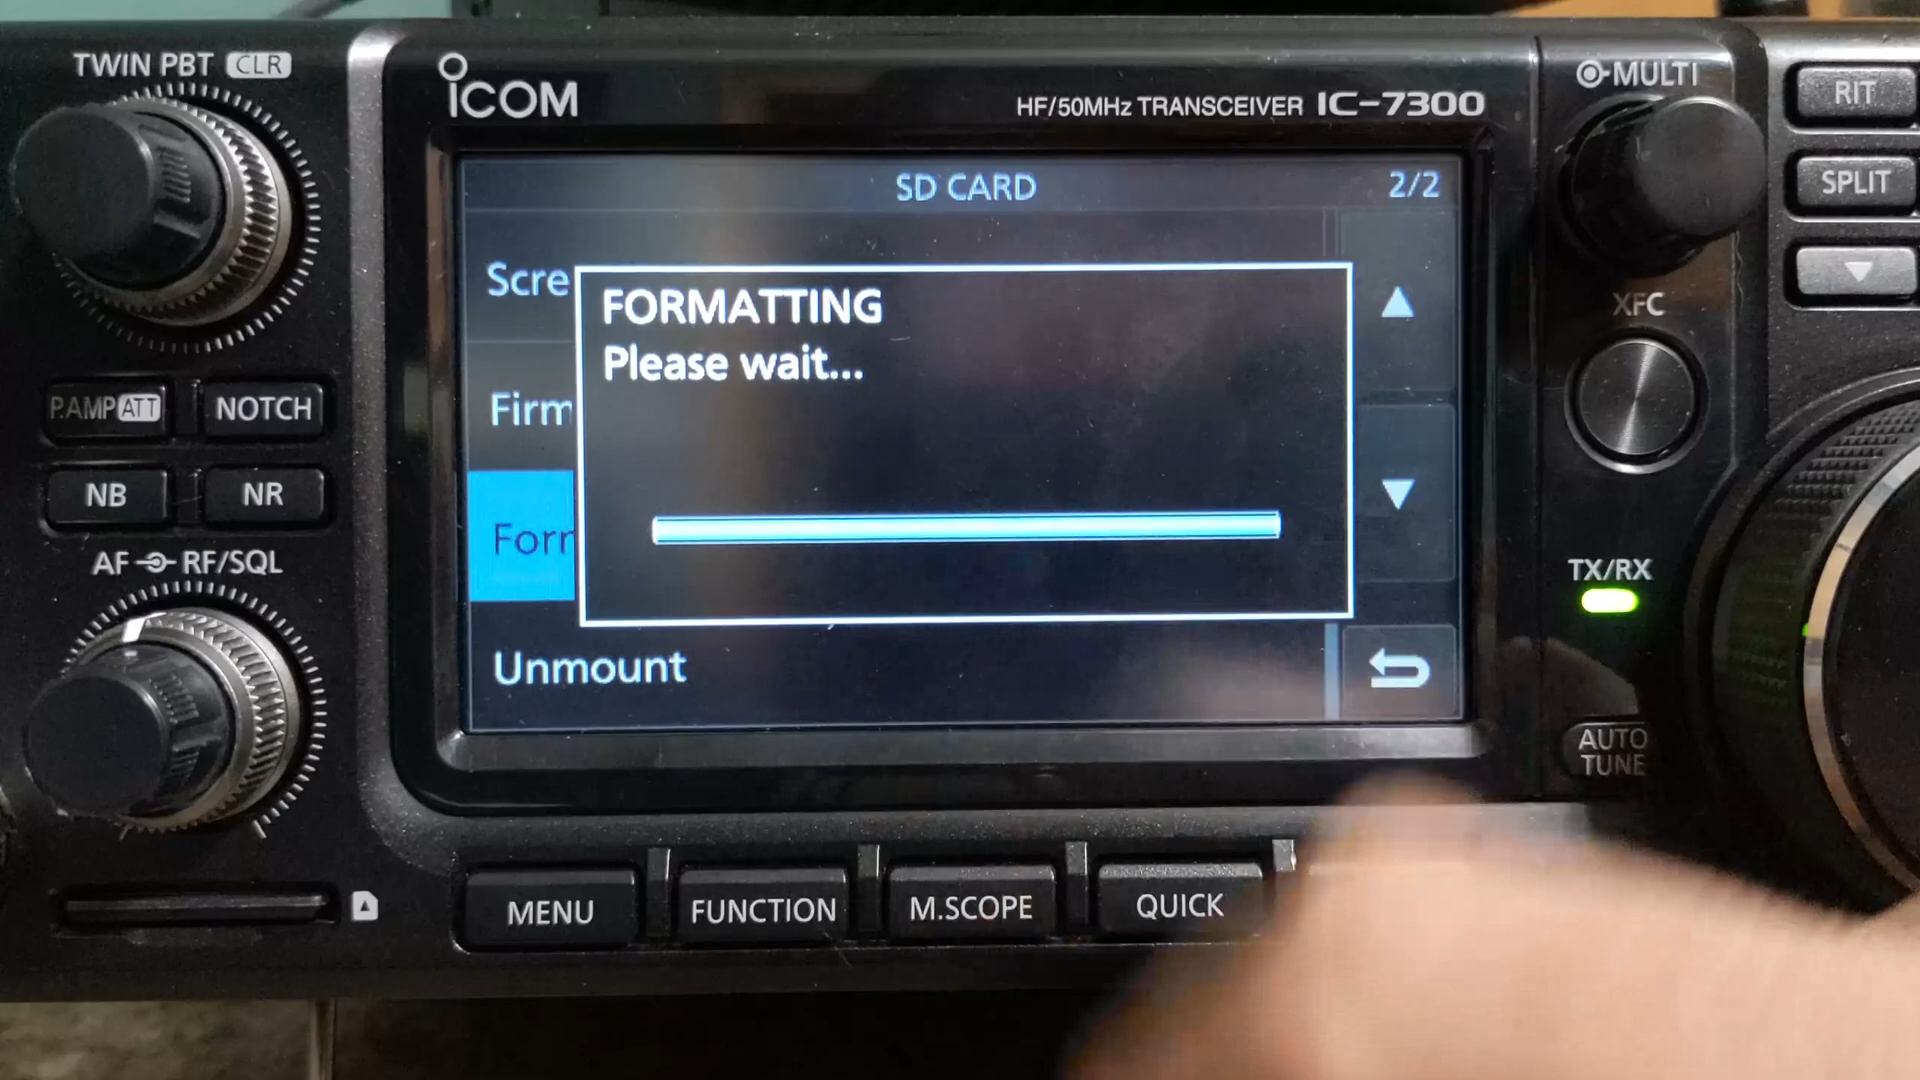 TWIN PBT CLR
ICOM
HF/50MHz TRANSCEIVER IC-7300
MULTI
RIT
SPLIT
XFC
SD CARD 2/2
Scre
FORMATTING
Please wait...
Firm
Form
Unmount
P.AMP ATT
NOTCH
NB
NR
AF RF/SQL
TX/RX
AUTO
TUNE
MENU
FUNCTION
M.SCOPE
QUICK